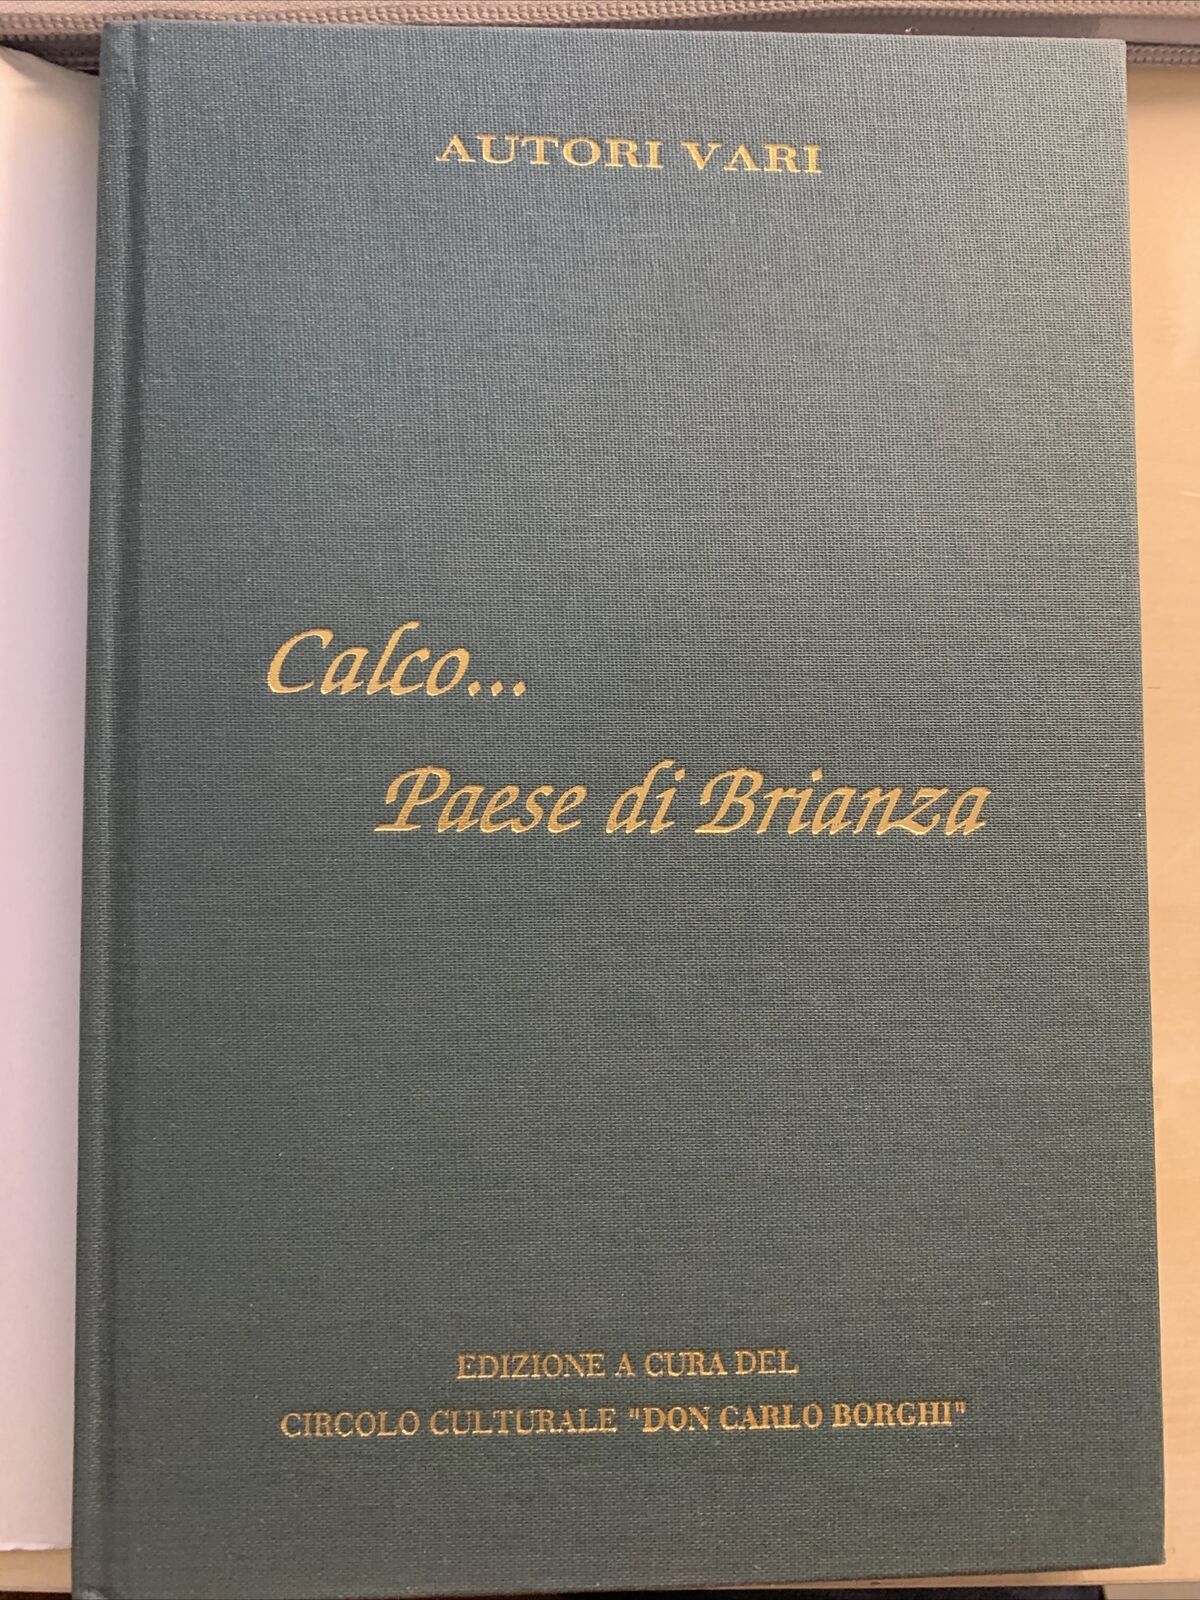 AUTORI VARI
Calco...
Paese di Brianza
EDIZIONE A CURA DEL
CIRCOLO CULTURALE "DON CARLO BORGHI"